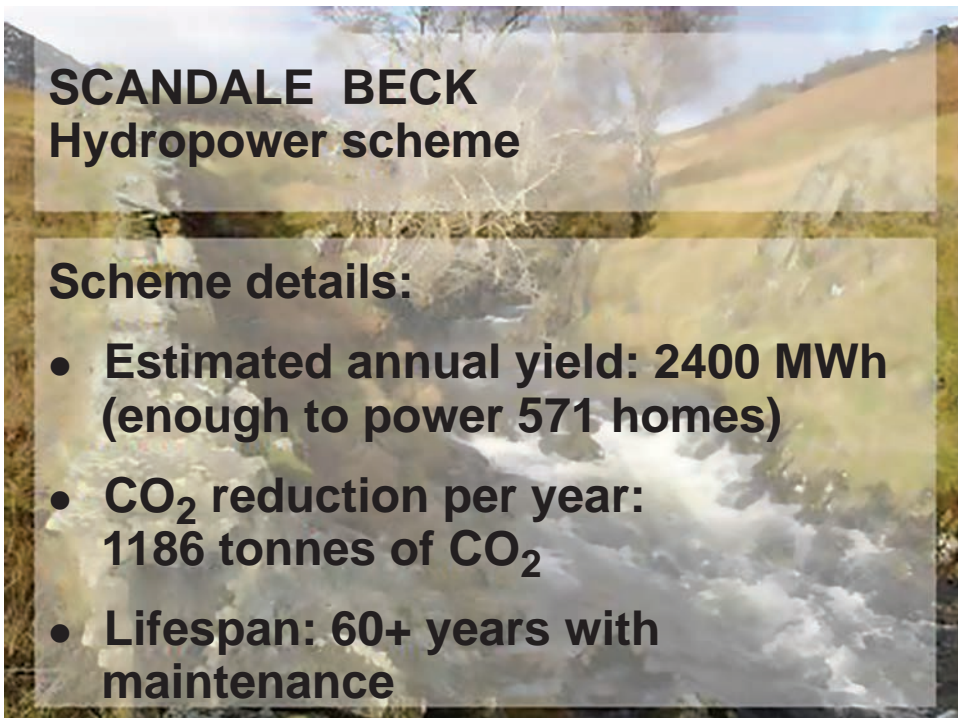 SCANDALE BECK
Hydropower scheme
Scheme details:
● Estimated annual yield: 2400 MWh
(enough to power 571 homes)
● CO₂ reduction per year:
1186 tonnes of CO₂
● Lifespan: 60+ years with
maintenance